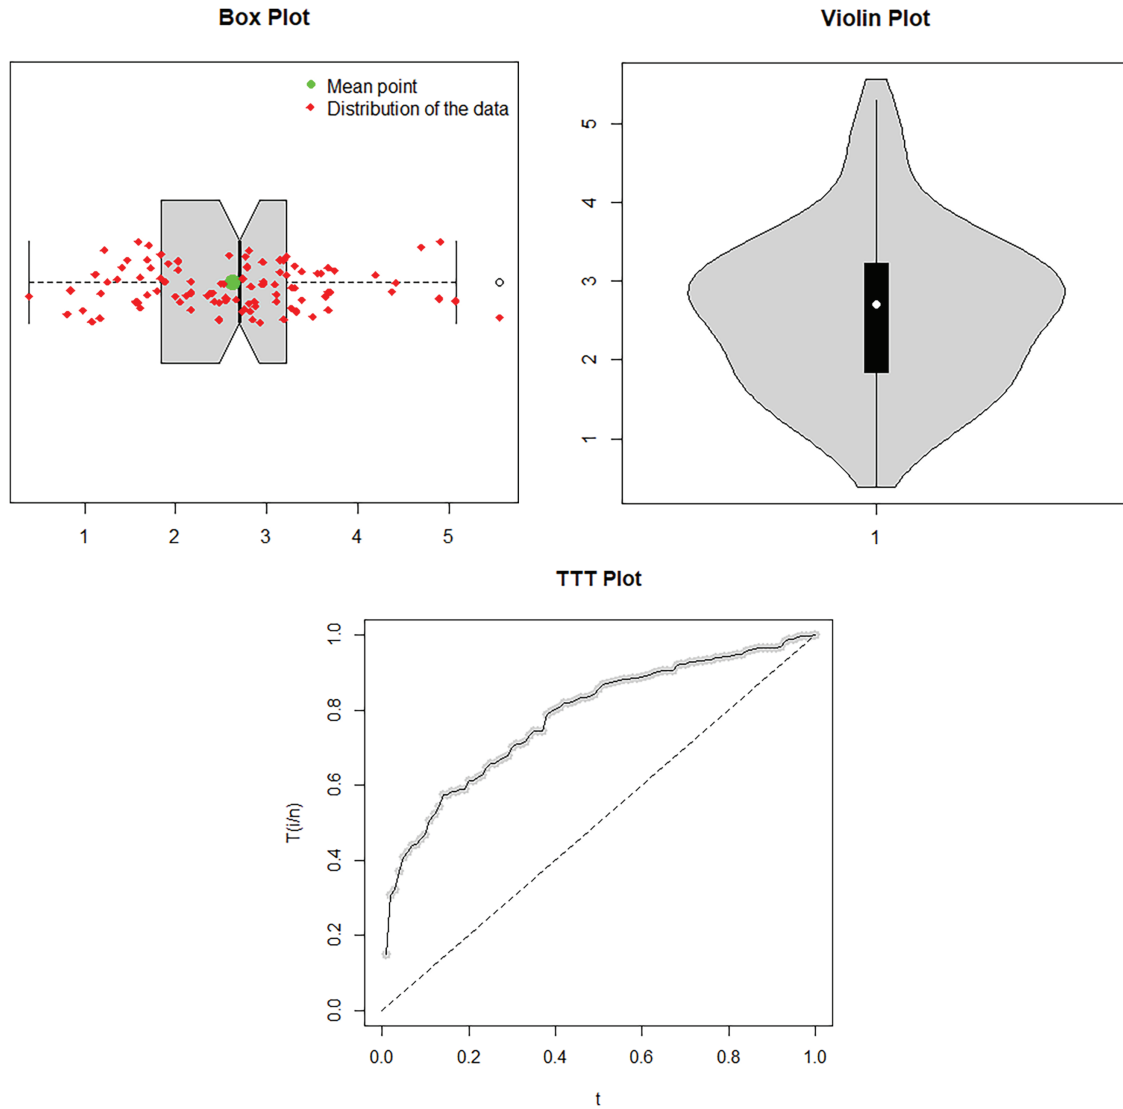 Box Plot
Mean point
Distribution of the data
1 2 3 4 5
Violin Plot
5
4
3
2
1
1
TTT Plot
T(i/n)
1.0
0.8
0.6
0.4
0.2
0.0
0.0 0.2 0.4 0.6 0.8 1.0
t